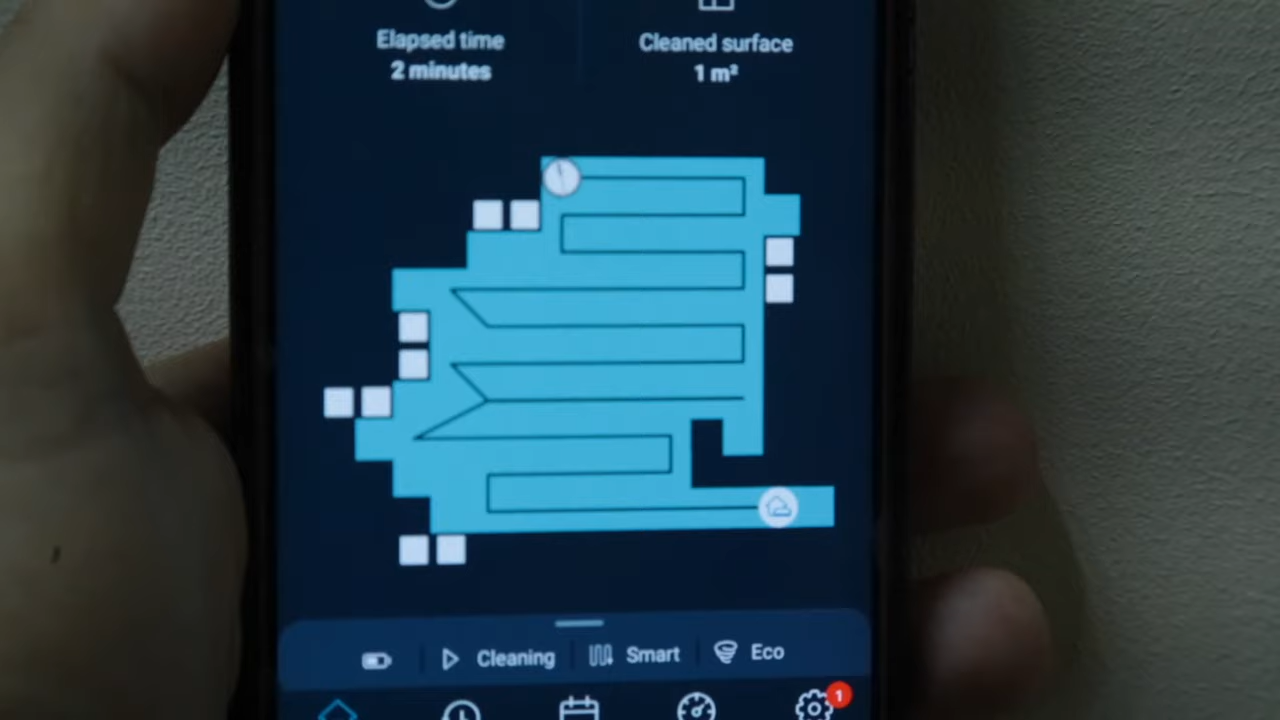 Elapsed time
2 minutes
Cleaned surface
1 m²
Cleaning
Smart
Eco
1